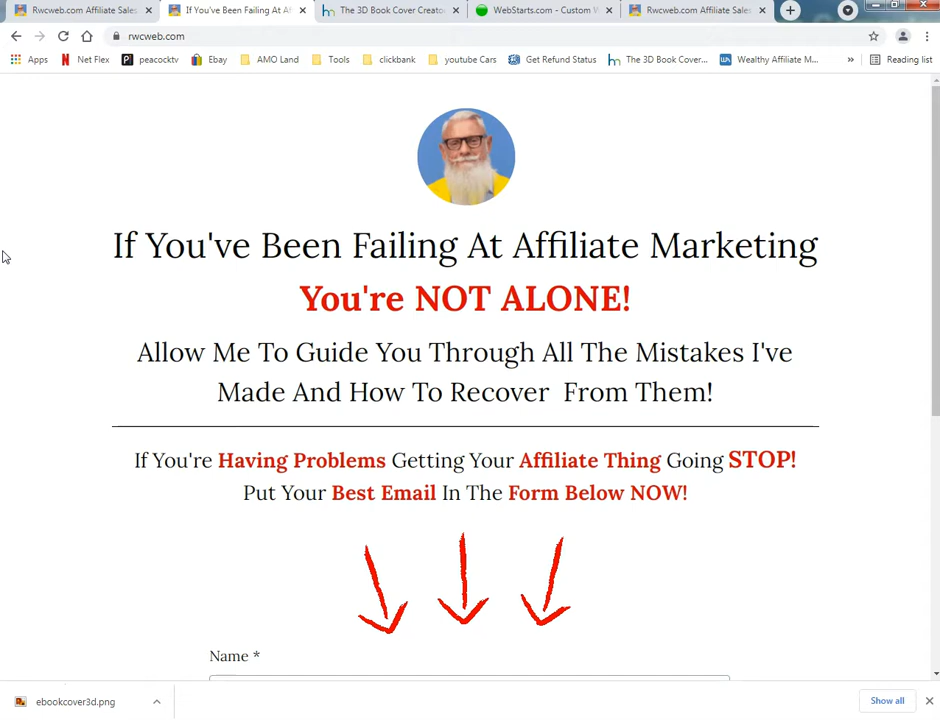 Rwcweb.com Affiliate Sales
If You've Been Failing At Af
The 3D Book Cover Creator
WebStarts.com - Custom W
Rwcweb.com Affiliate Sales
rwcweb.com
Apps
Net Flex
peacocktv
Ebay
AMO Land
Tools
clickbank
youtube Cars
Get Refund Status
The 3D Book Cover...
Wealthy Affiliate M...
»
Reading list
If You've Been Failing At Affiliate Marketing
You're NOT ALONE!
Allow Me To Guide You Through All The Mistakes I've
Made And How To Recover From Them!
If You're Having Problems Getting Your Affiliate Thing Going STOP!
Put Your Best Email In The Form Below NOW!
Name *
ebookcover3d.png
Show all